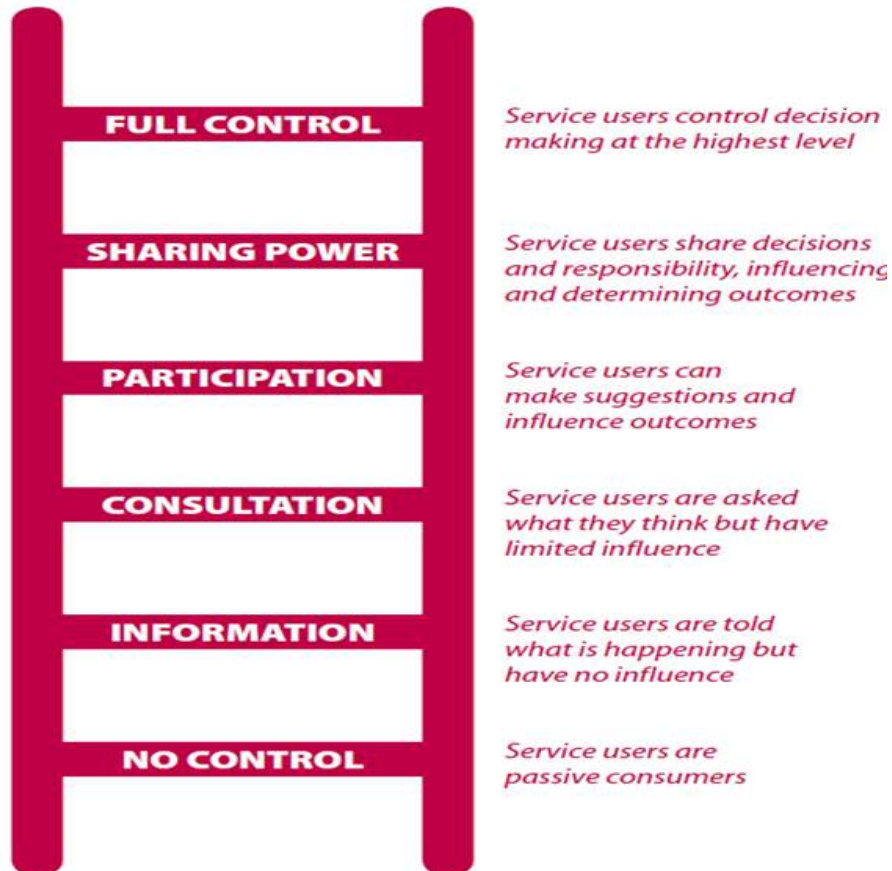 FULL CONTROL
Service users control decision
making at the highest level
SHARING POWER
Service users share decisions
and responsibility, influencing
and determining outcomes
PARTICIPATION
Service users can
make suggestions and
influence outcomes
CONSULTATION
Service users are asked
what they think but have
limited influence
INFORMATION
Service users are told
what is happening but
have no influence
NO CONTROL
Service users are
passive consumers